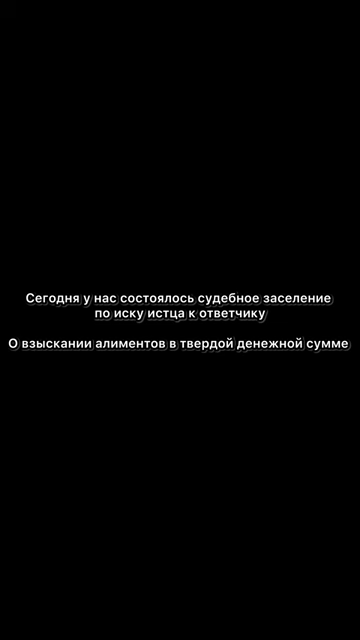 Сегодня у нас состоялось судебное заселение
по иску истца к ответчику
О взыскании алиментов в твердой денежной сумме